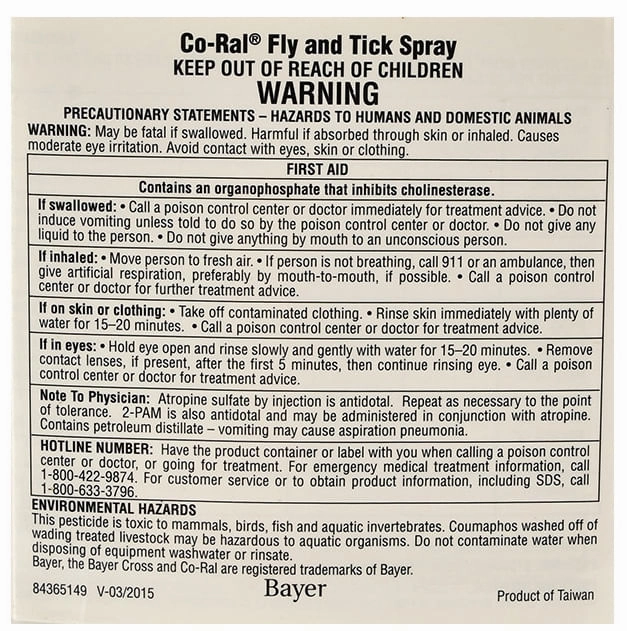 Co-Ral® Fly and Tick Spray
KEEP OUT OF REACH OF CHILDREN
WARNING
PRECAUTIONARY STATEMENTS – HAZARDS TO HUMANS AND DOMESTIC ANIMALS
WARNING: May be fatal if swallowed. Harmful if absorbed through skin or inhaled. Causes
moderate eye irritation. Avoid contact with eyes, skin or clothing.
FIRST AID
Contains an organophosphate that inhibits cholinesterase.
If swallowed: • Call a poison control center or doctor immediately for treatment advice. • Do not
induce vomiting unless told to do so by the poison control center or doctor. • Do not give any
liquid to the person. • Do not give anything by mouth to an unconscious person.
If inhaled: • Move person to fresh air. • If person is not breathing, call 911 or an ambulance, then
give artificial respiration, preferably by mouth-to-mouth, if possible. • Call a poison control
center or doctor for further treatment advice.
If on skin or clothing: • Take off contaminated clothing. • Rinse skin immediately with plenty of
water for 15–20 minutes. • Call a poison control center or doctor for treatment advice.
If in eyes: • Hold eye open and rinse slowly and gently with water for 15–20 minutes. • Remove
contact lenses, if present, after the first 5 minutes, then continue rinsing eye. • Call a poison
control center or doctor for treatment advice.
Note To Physician: Atropine sulfate by injection is antidotal. Repeat as necessary to the point
of tolerance. 2-PAM is also antidotal and may be administered in conjunction with atropine.
Contains petroleum distillate – vomiting may cause aspiration pneumonia.
HOTLINE NUMBER: Have the product container or label with you when calling a poison control
center or doctor, or going for treatment. For emergency medical treatment information, call
1-800-422-9874. For customer service or to obtain product information, including SDS, call
1-800-633-3796.
ENVIRONMENTAL HAZARDS
This pesticide is toxic to mammals, birds, fish and aquatic invertebrates. Coumaphos washed off of
wading treated livestock may be hazardous to aquatic organisms. Do not contaminate water when
disposing of equipment washwater or rinsate.
Bayer, the Bayer Cross and Co-Ral are registered trademarks of Bayer.
84365149 V-03/2015 Bayer Product of Taiwan